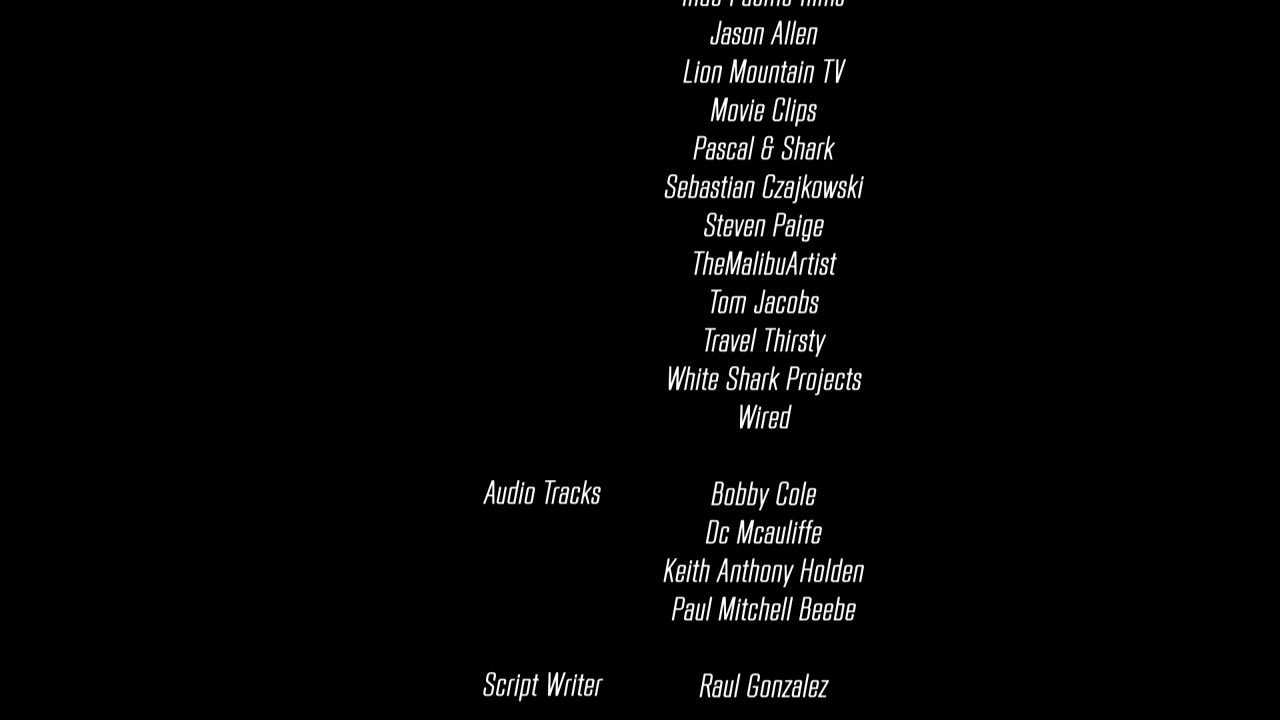 Jason Allen
Lion Mountain TV
Movie Clips
Pascal & Shark
Sebastian Czajkowski
Steven Paige
TheMalibuArtist
Tom Jacobs
Travel Thirsty
White Shark Projects
Wired
Audio Tracks Bobby Cole
Dc Mcauliffe
Keith Anthony Holden
Paul Mitchell Beebe
Script Writer Raul Gonzalez